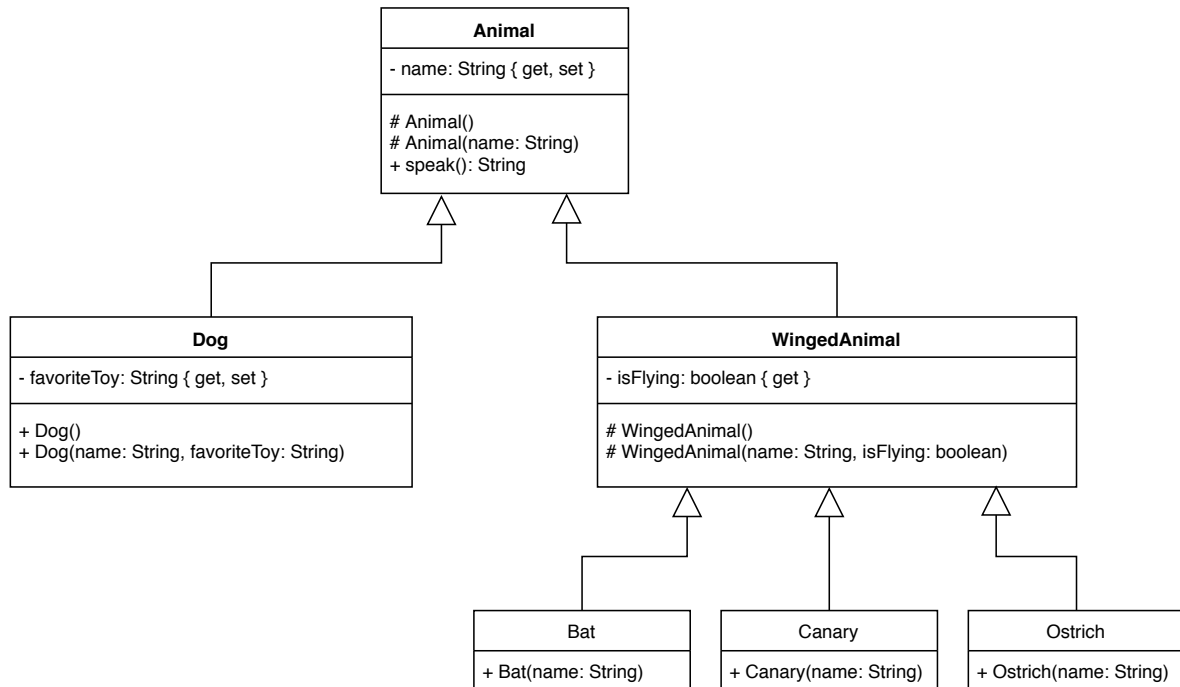 Animal
- name: String { get, set }
# Animal()
# Animal(name: String)
+ speak(): String
Dog
- favoriteToy: String { get, set }
+ Dog()
+ Dog(name: String, favoriteToy: String)
WingedAnimal
- isFlying: boolean { get }
# WingedAnimal()
# WingedAnimal(name: String, isFlying: boolean)
Bat
+ Bat(name: String)
Canary
+ Canary(name: String)
Ostrich
+ Ostrich(name: String)